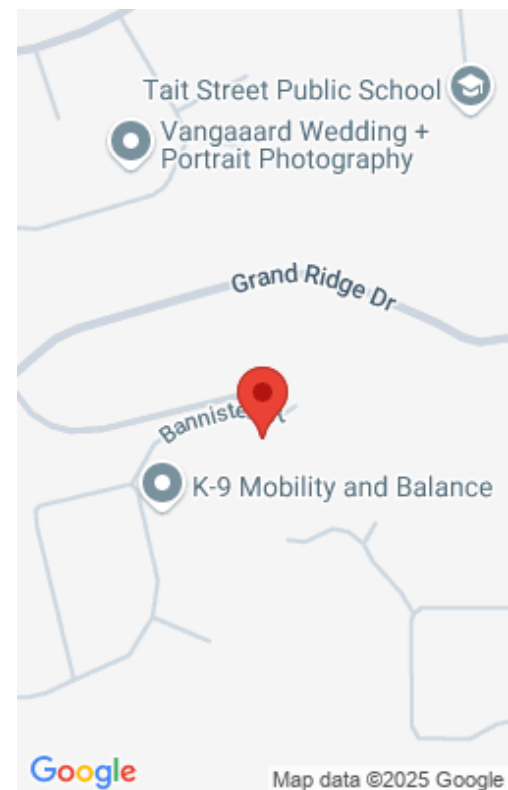 Tait Street Public School
Vangaaard Wedding +
Portrait Photography
Grand Ridge Dr
K-9 Mobility and Balance
Google
Map data ©2025 Google